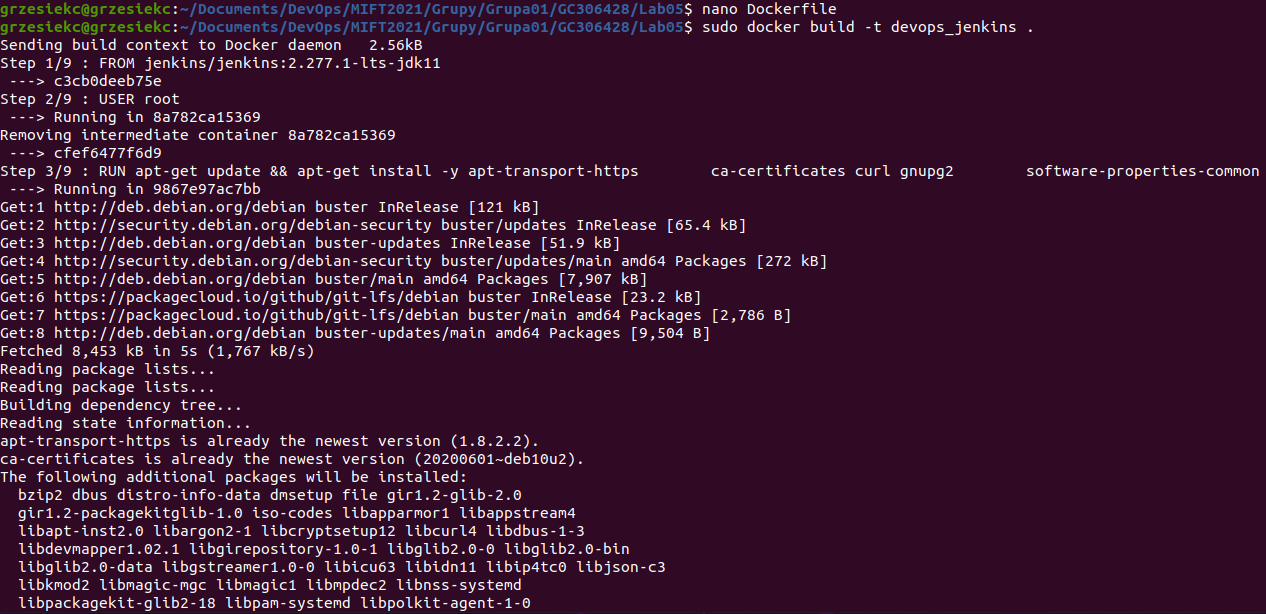 grzesiekc@grzesiekc:~/Documents/DevOps/MIFT2021/Grupy/Grupa01/GC306428/Lab05$ nano Dockerfile
grzesiekc@grzesiekc:~/Documents/DevOps/MIFT2021/Grupy/Grupa01/GC306428/Lab05$ sudo docker build -t devops_jenkins .
Sending build context to Docker daemon   2.56kB
Step 1/9 : FROM jenkins/jenkins:2.277.1-lts-jdk11
 ---> c3cb0deeb75e
Step 2/9 : USER root
 ---> Running in 8a782ca15369
Removing intermediate container 8a782ca15369
 ---> cfef6477f6d9
Step 3/9 : RUN apt-get update && apt-get install -y apt-transport-https        ca-certificates curl gnupg2        software-properties-common
 ---> Running in 9867e97ac7bb
Get:1 http://deb.debian.org/debian buster InRelease [121 kB]
Get:2 http://security.debian.org/debian-security buster/updates InRelease [65.4 kB]
Get:3 http://deb.debian.org/debian buster-updates InRelease [51.9 kB]
Get:4 http://security.debian.org/debian-security buster/updates/main amd64 Packages [272 kB]
Get:5 http://deb.debian.org/debian buster/main amd64 Packages [7,907 kB]
Get:6 https://packagecloud.io/github/git-lfs/debian buster InRelease [23.2 kB]
Get:7 https://packagecloud.io/github/git-lfs/debian buster/main amd64 Packages [2,786 B]
Get:8 http://deb.debian.org/debian buster-updates/main amd64 Packages [9,504 B]
Fetched 8,453 kB in 5s (1,767 kB/s)
Reading package lists...
Reading package lists...
Building dependency tree...
Reading state information...
apt-transport-https is already the newest version (1.8.2.2).
ca-certificates is already the newest version (20200601~deb10u2).
The following additional packages will be installed:
  bzip2 dbus distro-info-data dmsetup file gir1.2-glib-2.0
  gir1.2-packagekitglib-1.0 iso-codes libapparmor1 libappstream4
  libapt-inst2.0 libargon2-1 libcryptsetup12 libcurl4 libdbus-1-3
  libdevmapper1.02.1 libgirepository-1.0-1 libglib2.0-0 libglib2.0-bin
  libglib2.0-data libgstreamer1.0-0 libicu63 libidn11 libip4tc0 libjson-c3
  libkmod2 libmagic-mgc libmagic1 libmpdec2 libnss-systemd
  libpackagekit-glib2-18 libpam-systemd libpolkit-agent-1-0